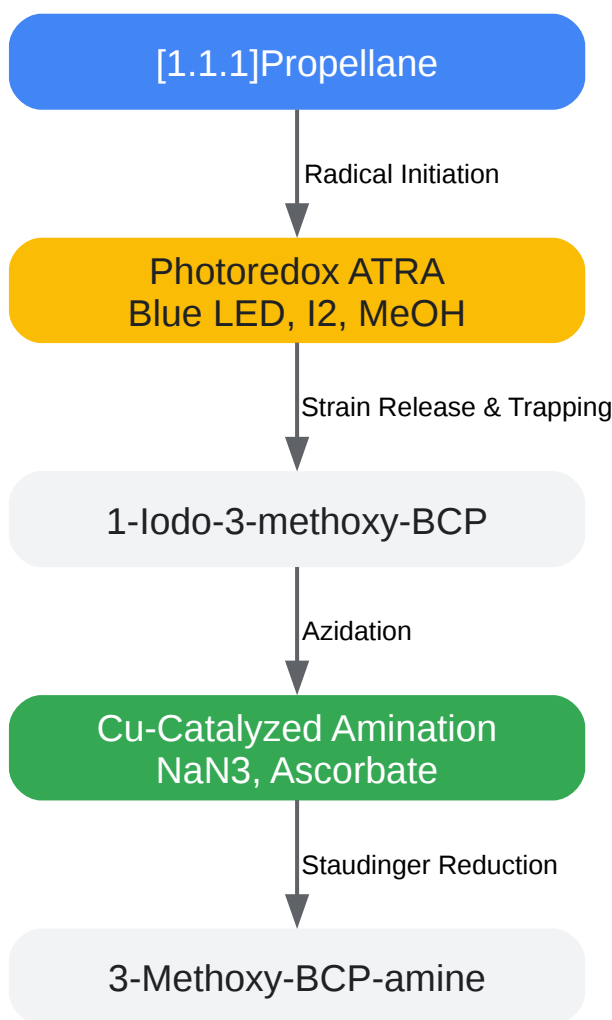 [1.1.1]Propellane
Radical Initiation
Photoredox ATRA
Blue LED, I2, MeOH
Strain Release & Trapping
1-Iodo-3-methoxy-BCP
Azidation
Cu-Catalyzed Amination
NaN3, Ascorbate
Staudinger Reduction
3-Methoxy-BCP-amine